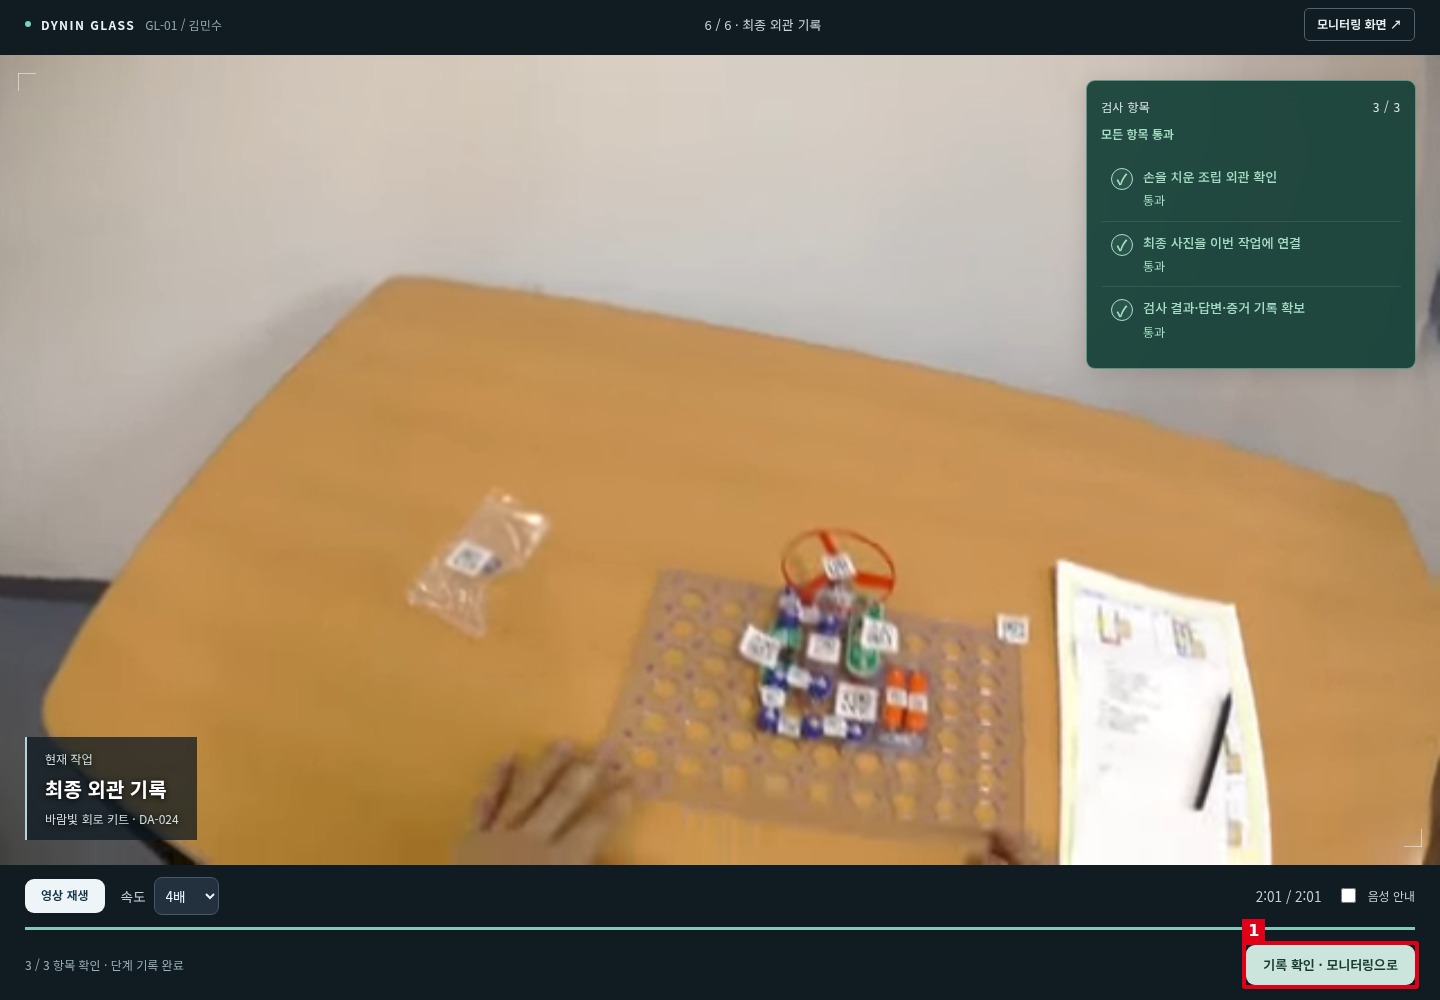 DYNIN GLASS GL-01 / 김민수
6 / 6 · 최종 외관 기록
모니터링 화면 ↗
검사 항목 3 / 3
모든 항목 통과
손을 치운 조립 외관 확인
통과
최종 사진을 이번 작업에 연결
통과
검사 결과·답변·증거 기록 확보
통과
현재 작업
최종 외관 기록
바람빛 회로 키트 · DA-024
영상 재생 속도 4배 2:01 / 2:01 음성 안내
1
3 / 3 항목 확인 · 단계 기록 완료
기록 확인 · 모니터링으로